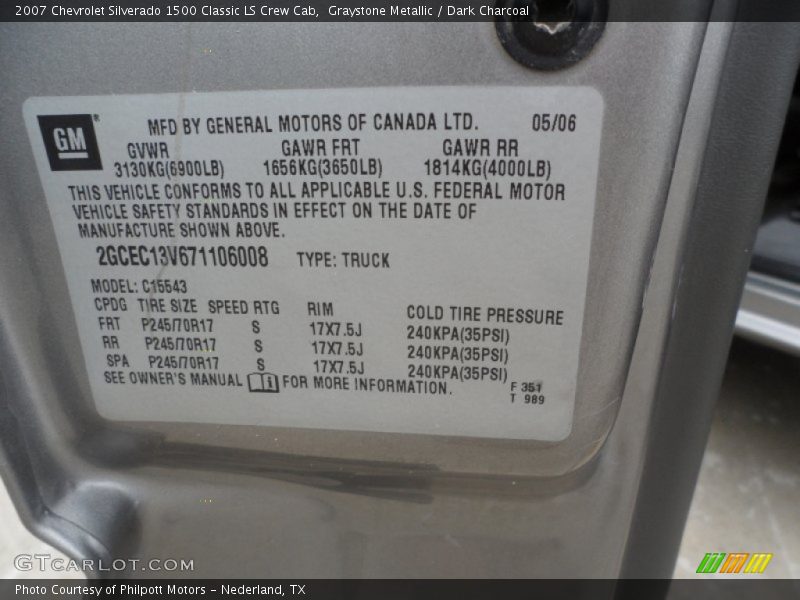 2007 Chevrolet Silverado 1500 Classic LS Crew Cab, Graystone Metallic / Dark Charcoal
GM
MFD BY GENERAL MOTORS OF CANADA LTD. 05/06
GVWR GAWR FRT GAWR RR
3130KG(6900LB) 1656KG(3650LB) 1814KG(4000LB)
THIS VEHICLE CONFORMS TO ALL APPLICABLE U.S. FEDERAL MOTOR
VEHICLE SAFETY STANDARDS IN EFFECT ON THE DATE OF
MANUFACTURE SHOWN ABOVE.
2GCEC13V671106008 TYPE: TRUCK
MODEL: C15543
CPDG TIRE SIZE SPEED RTG RIM COLD TIRE PRESSURE
FRT P245/70R17 S 17X7.5J 240KPA(35PSI)
RR P245/70R17 S 17X7.5J 240KPA(35PSI)
SPA P245/70R17 S 17X7.5J 240KPA(35PSI)
SEE OWNER'S MANUAL FOR MORE INFORMATION.
F 351
T 989
GTCARLOT.COM
Photo Courtesy of Philpott Motors - Nederland, TX